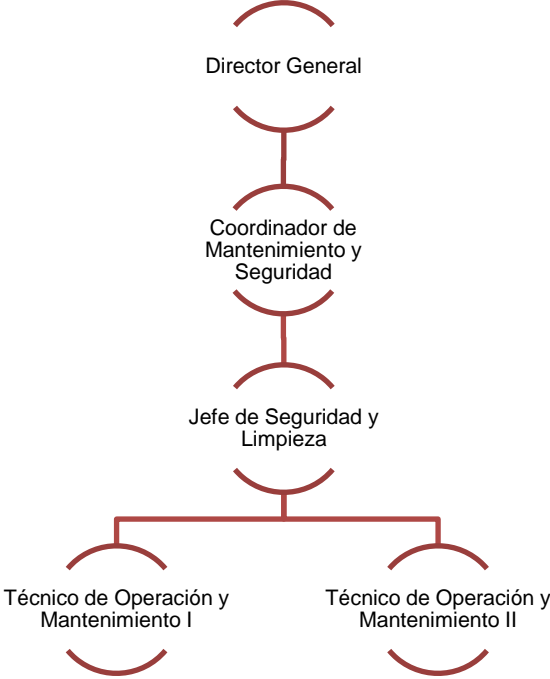 Director General
Coordinador de
Mantenimiento y
Seguridad
Jefe de Seguridad y
Limpieza
Técnico de Operación y
Mantenimiento I
Técnico de Operación y
Mantenimiento II